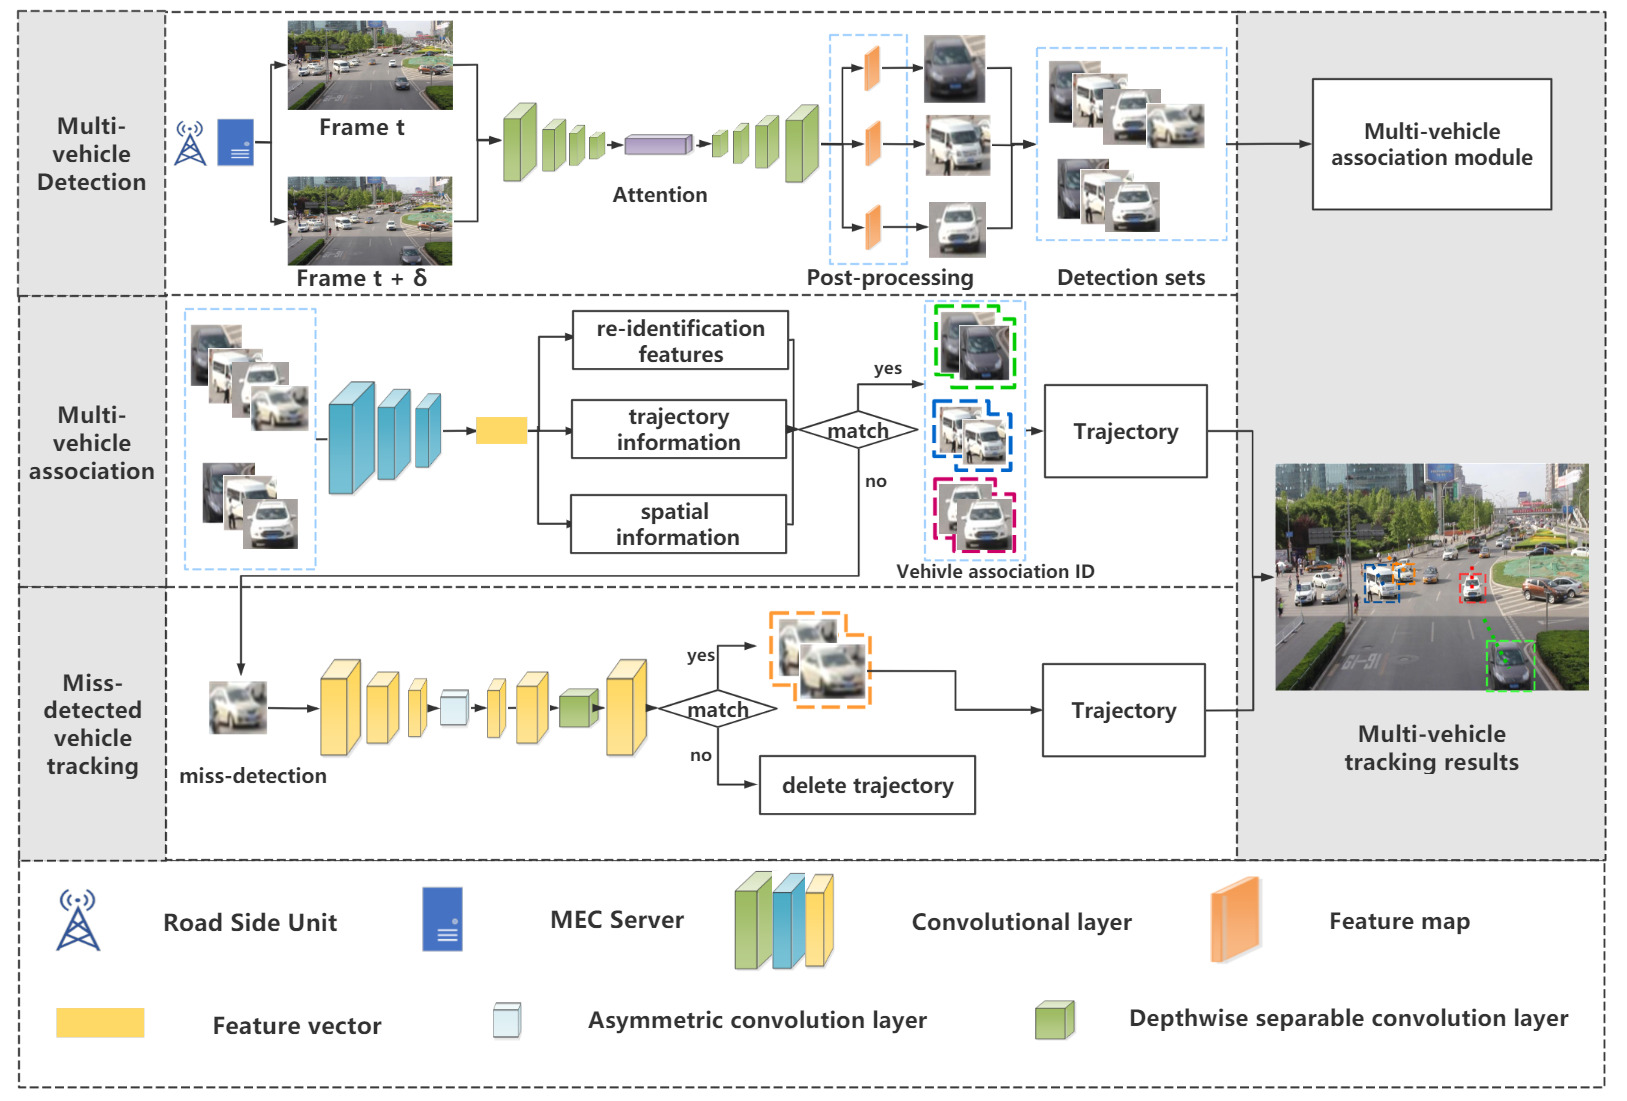 Multi-
vehicle
Detection
Frame t
Frame t + δ
Attention
Post-processing
Detection sets
Multi-vehicle
association module
Multi-
vehicle
association
re-identification
features
trajectory
information
spatial
information
match
yes
no
Vehivle association ID
Trajectory
Miss-
detected
vehicle
tracking
miss-detection
match
yes
no
delete trajectory
Trajectory
Multi-vehicle
tracking results
Road Side Unit
MEC Server
Convolutional layer
Feature map
Feature vector
Asymmetric convolution layer
Depthwise separable convolution layer